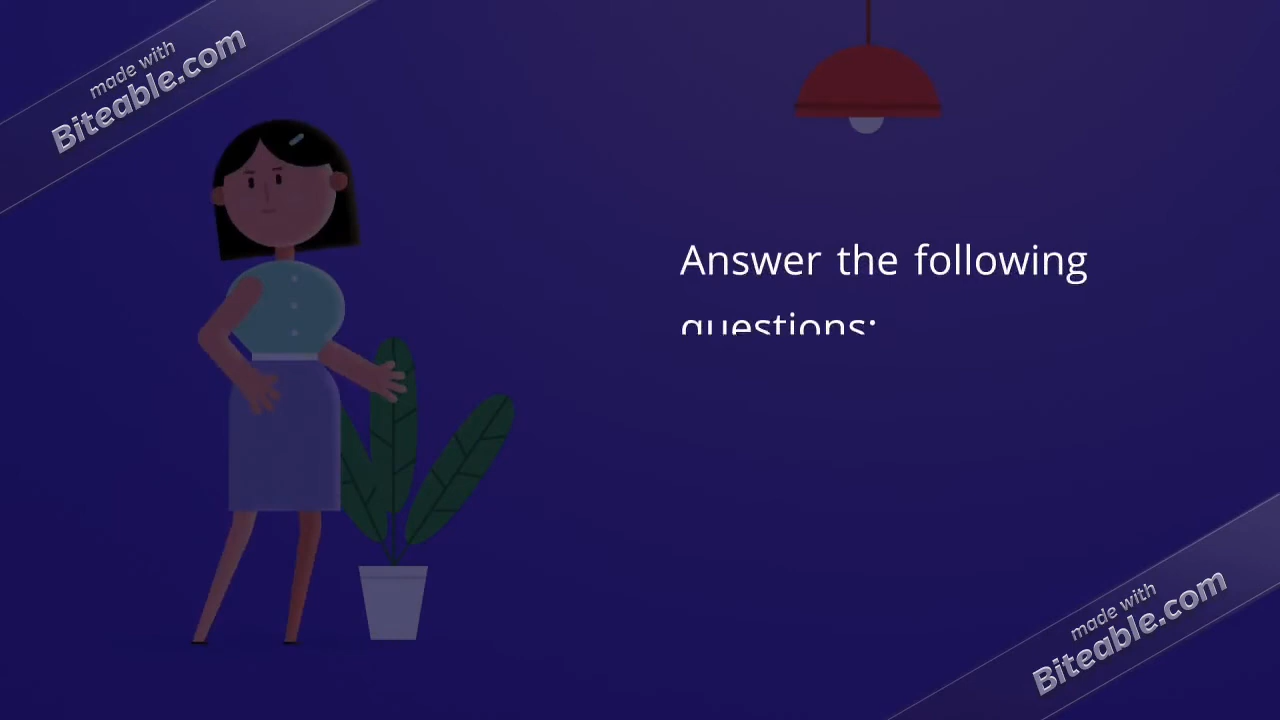 made with
Biteable.com
Answer the following
questions:
made with
Biteable.com